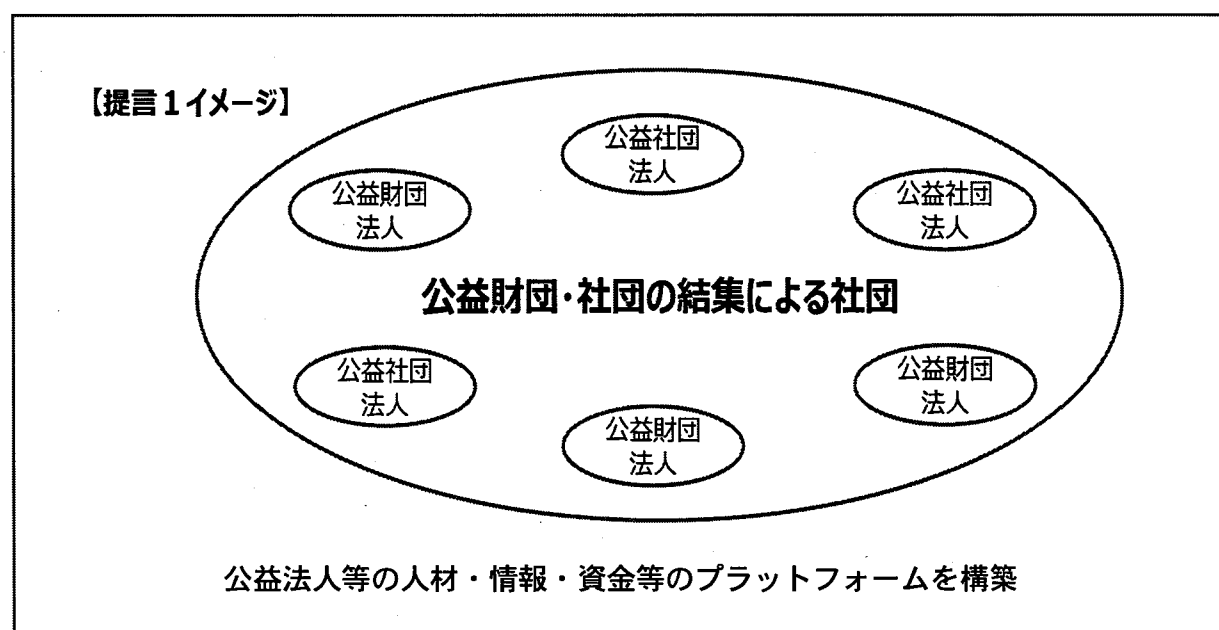 【提言1イメージ】
公益社団
法人
公益財団
法人
公益社団
法人
公益財団・社団の結集による社団
公益社団
法人
公益財団
法人
公益財団
法人
公益法人等の人材・情報・資金等のプラットフォームを構築